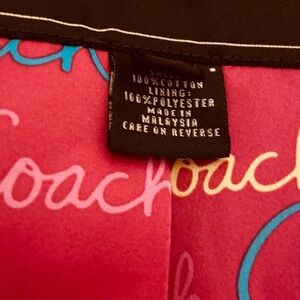 100%COTTON
LINING:
100%POLYESTER
MADE IN
MALAYSIA
CARE ON REVERSE
Coach
oach